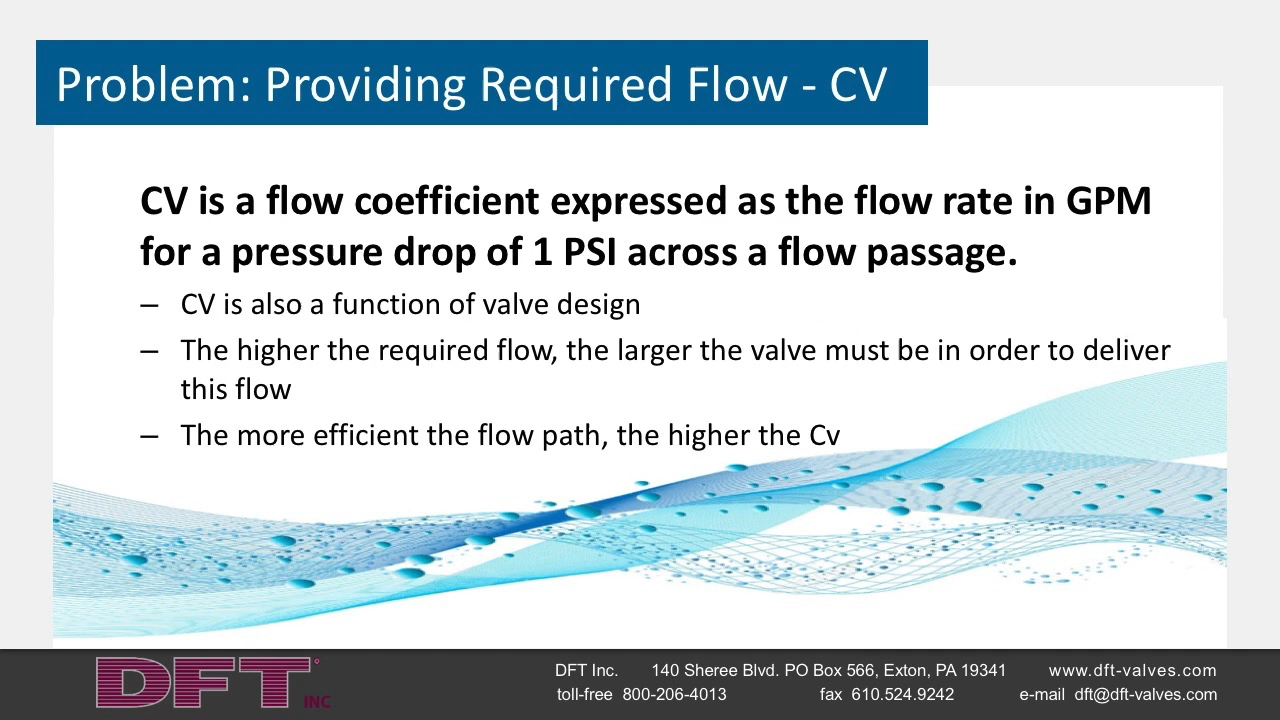 Problem: Providing Required Flow - CV
CV is a flow coefficient expressed as the flow rate in GPM
for a pressure drop of 1 PSI across a flow passage.
– CV is also a function of valve design
– The higher the required flow, the larger the valve must be in order to deliver
this flow
– The more efficient the flow path, the higher the Cv
DFT INC
DFT Inc. 140 Sheree Blvd. PO Box 566, Exton, PA 19341 www.dft-valves.com
toll-free 800-206-4013 fax 610.524.9242 e-mail dft@dft-valves.com